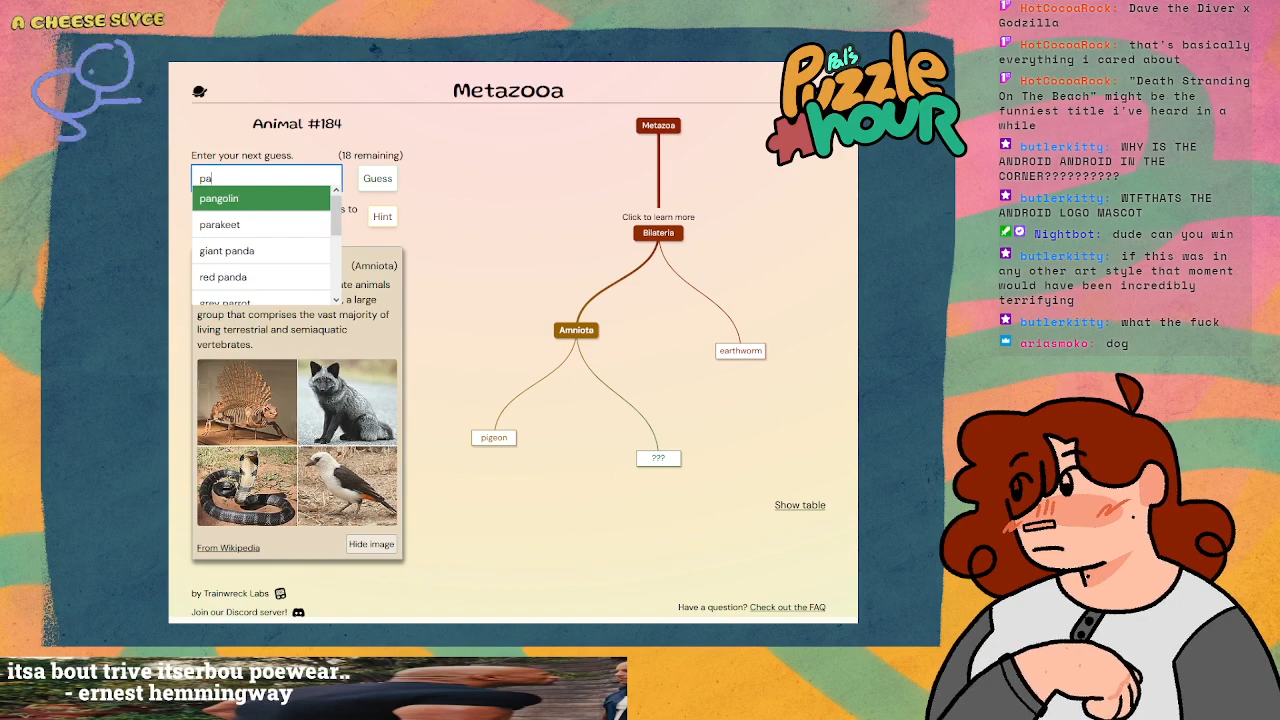 A CHEESE SLYCE
Metazooa
Pal's
Puzzle
HOUR
Animal #184
Enter your next guess.
(18 remaining)
pa
Guess
pangolin
s to
Hint
parakeet
giant panda
(Amniota)
red panda
te animals
grey parrot
, a large
group that comprises the vast majority of
living terrestrial and semiaquatic
vertebrates.
From Wikipedia
Hide image
Metazoa
Click to learn more
Bilateria
Amniota
earthworm
pigeon
???
Show table
by Trainwreck Labs
Join our Discord server!
Have a question? Check out the FAQ
HotCocoaRock: Dave the Diver x
Godzilla
HotCocoaRock: that's basically
everything i cared about
HotCocoaRock: "Death Stranding
On The Beach" might be the
funniest title i've heard in a
while
butlerkitty: WHY IS THE
ANDROID ANDROID IN THE
CORNER??????????
butlerkitty: WTFTHATS THE
ANDROID LOGO MASCOT
Nightbot: dude can you win
butlerkitty: if this was in
any other art style that moment
would have been incredibly
terrifying
butlerkitty: what the fuck
ariasmoko: dog
itsa bout trive itserbou poewear..
- ernest hemmingway